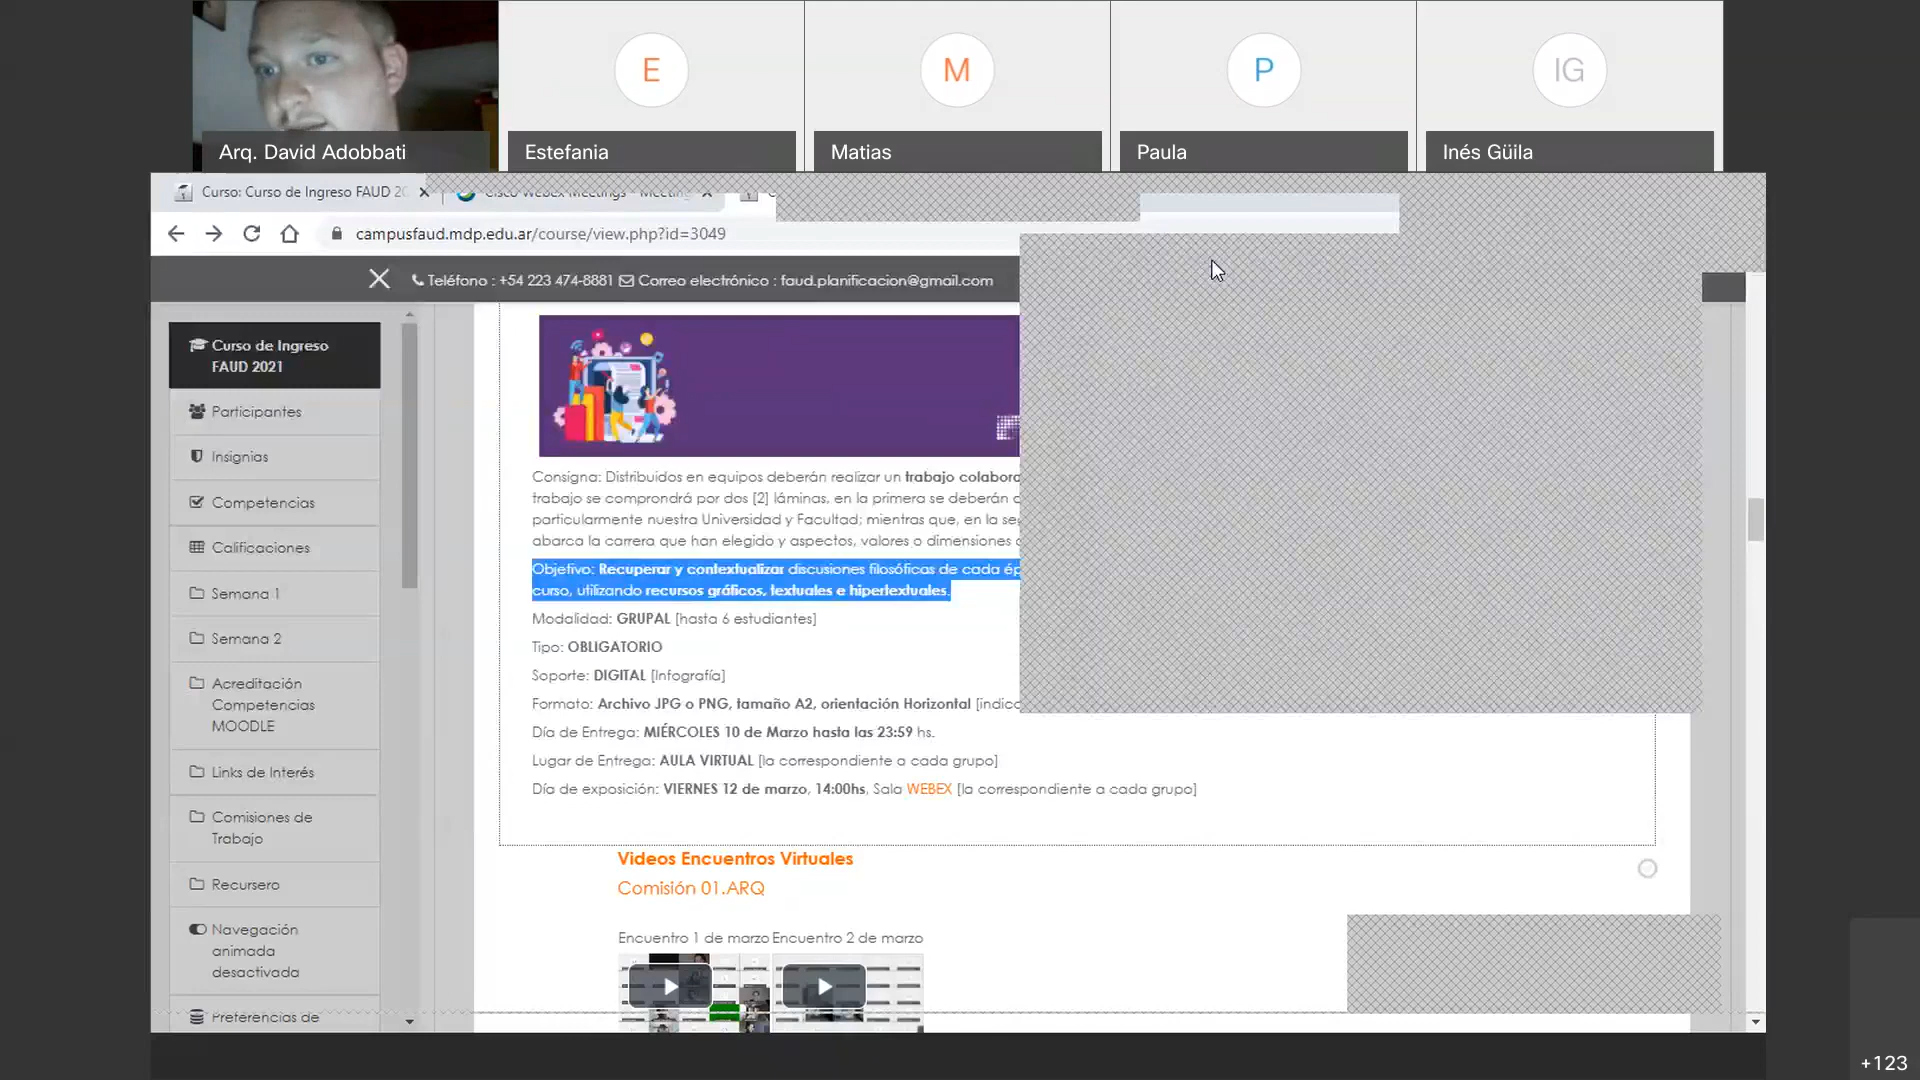 E
M
P
IG
Arq. David Adobbati
Estefania
Matias
Paula
Inés Güila
Curso: Curso de Ingreso FAUD 20
Cisco Webex Meetings - Meeting
campusfaud.mdp.edu.ar/course/view.php?id=3049
Teléfono : +54 223 474-8881 Correo electrónico : faud.planificacion@gmail.com
Curso de Ingreso
FAUD 2021
Participantes
Insignias
Competencias
Calificaciones
Semana 1
Semana 2
Acreditación
Competencias
MOODLE
Links de Interés
Comisiones de
Trabajo
Recursero
Navegación
animada
desactivada
Preferencias de
Consigna: Distribuidos en equipos deberán realizar un trabajo colabora
trabajo se comprondrá por dos [2] láminas, en la primera se deberán
particularmente nuestra Universidad y Facultad; mientras que, en la se
abarca la carrera que han elegido y aspectos, valores o dimensiones
Objetivo: Recuperar y contextualizar discusiones filosóficas de cada ép
curso, utilizando recursos gráficos, textuales e hipertextuales.
Modalidad: GRUPAL [hasta 6 estudiantes]
Tipo: OBLIGATORIO
Soporte: DIGITAL [Infografía]
Formato: Archivo JPG o PNG, tamaño A2, orientación Horizontal [indic
Día de Entrega: MIÉRCOLES 10 de Marzo hasta las 23:59 hs.
Lugar de Entrega: AULA VIRTUAL [la correspondiente a cada grupo]
Día de exposición: VIERNES 12 de marzo, 14:00hs, Sala WEBEX [la correspondiente a cada grupo]
Videos Encuentros Virtuales
Comisión 01.ARQ
Encuentro 1 de marzo Encuentro 2 de marzo
+123